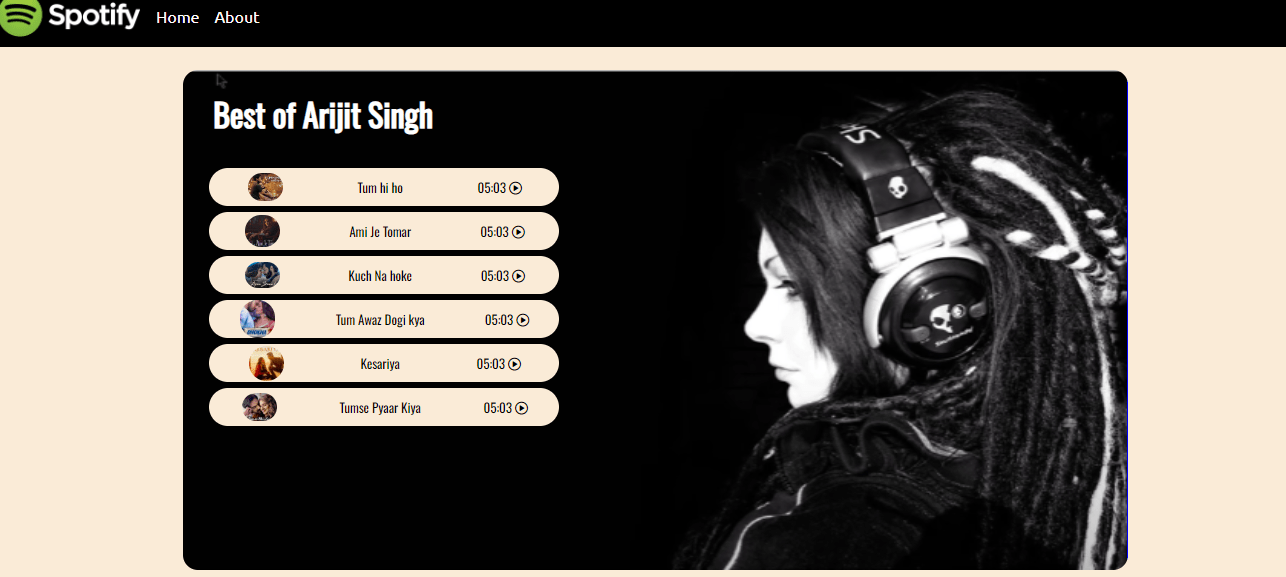 Spotify Home About
Best of Arijit Singh
Tum hi ho 05:03
Ami Je Tomar 05:03
Kuch Na hoke 05:03
Tum Awaz Dogi kya 05:03
Kesariya 05:03
Tumse Pyaar Kiya 05:03